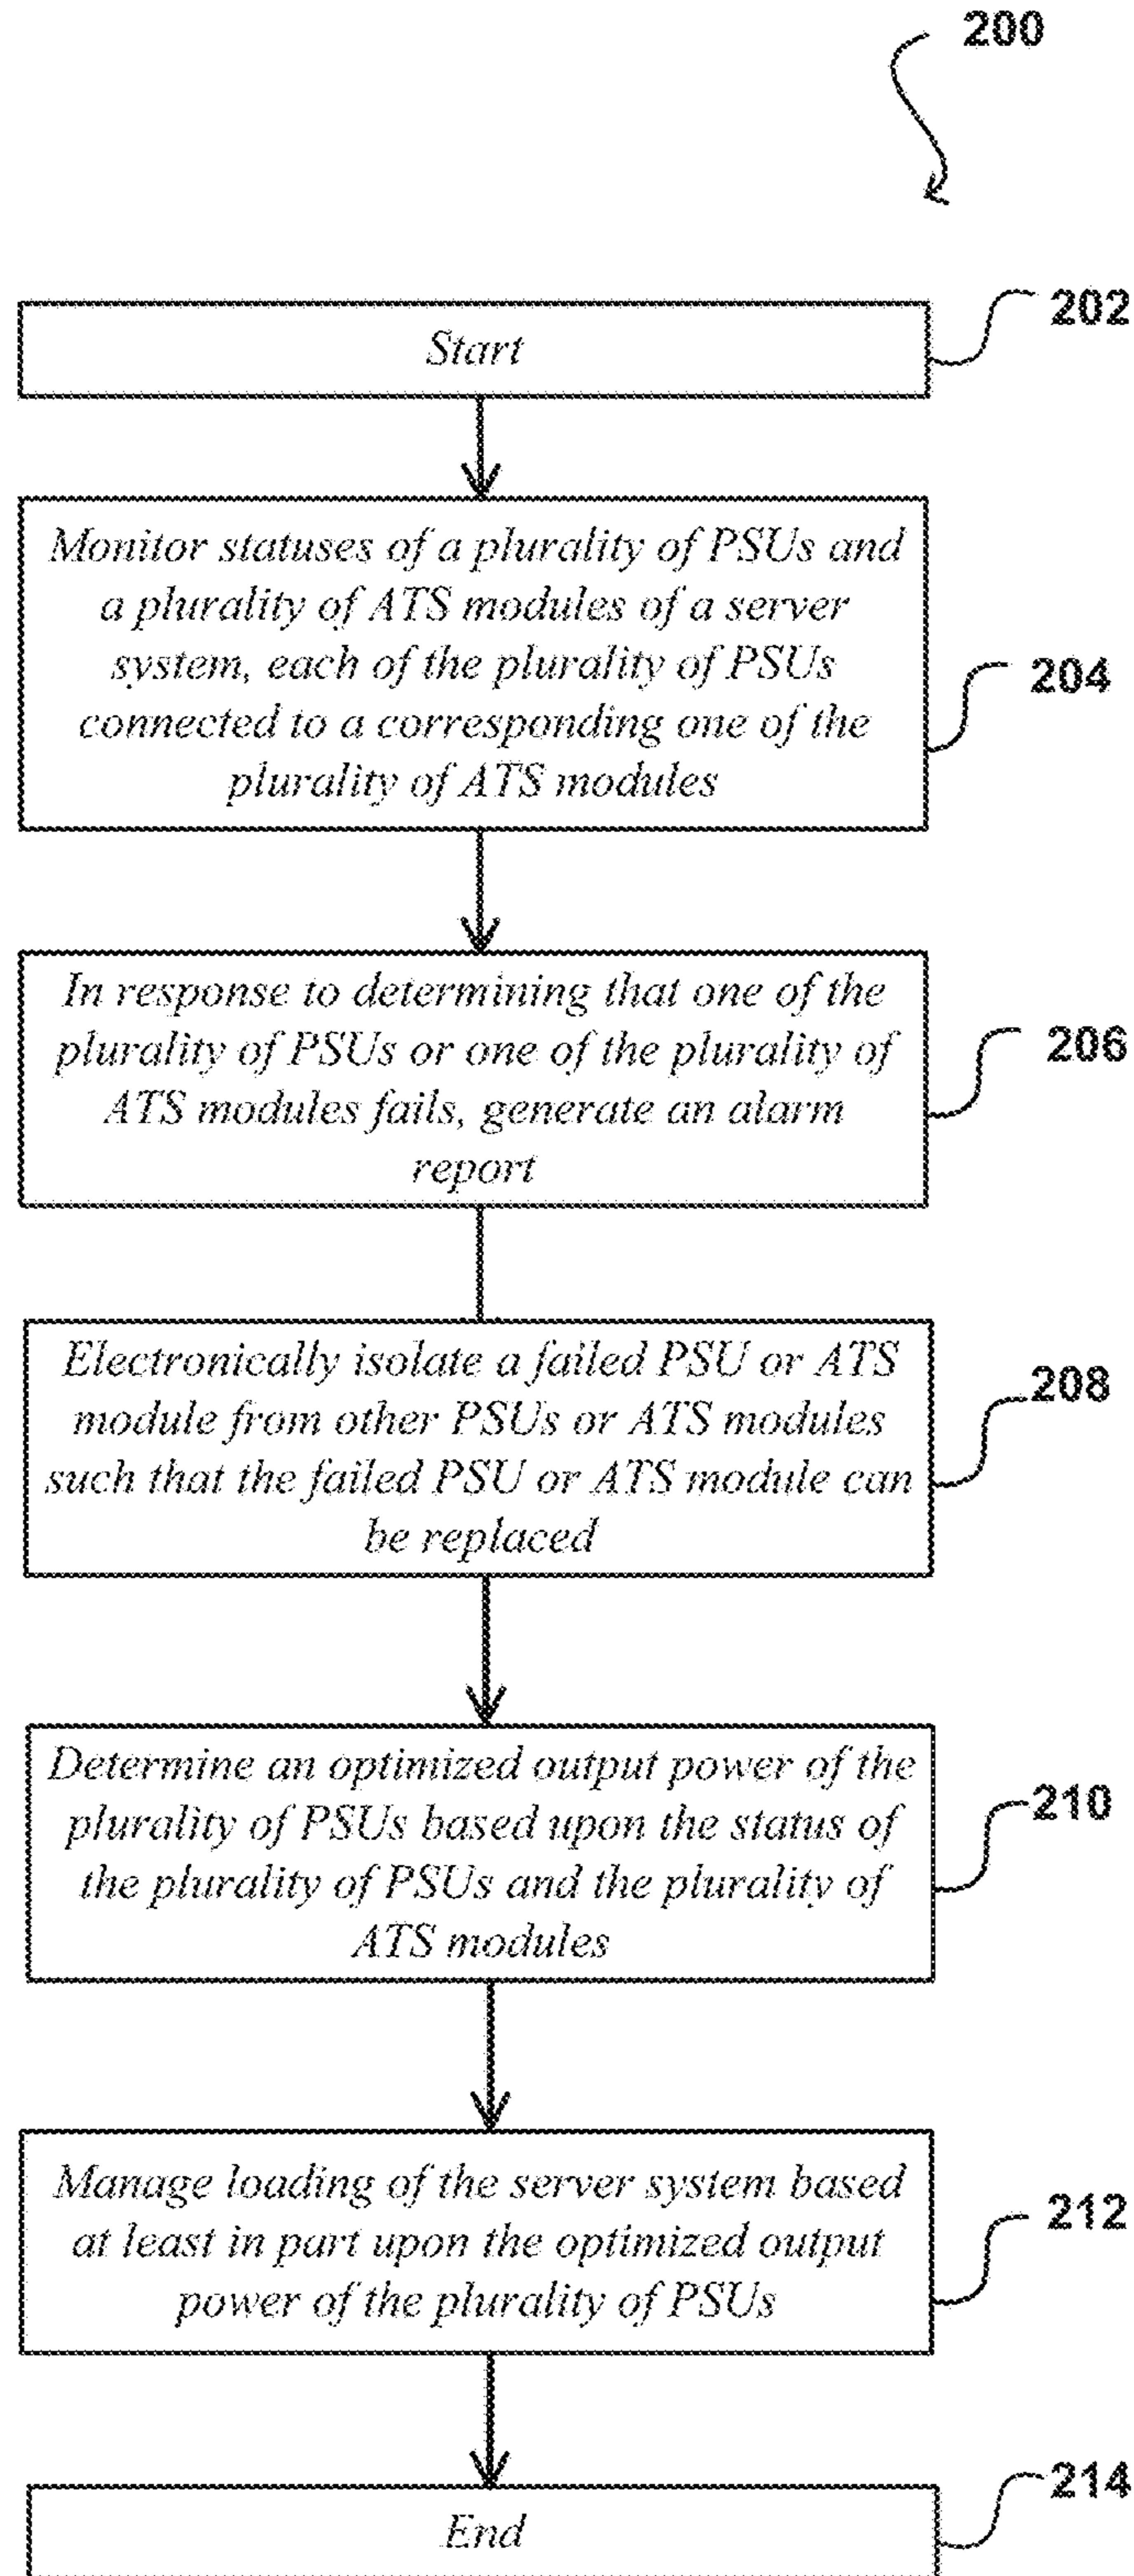 200
Start
202
Monitor statuses of a plurality of PSUs and
a plurality of ATS modules of a server
system, each of the plurality of PSUs
connected to a corresponding one of the
plurality of ATS modules
204
In response to determining that one of the
plurality of PSUs or one of the plurality of
ATS modules fails, generate an alarm
report
206
Electronically isolate a failed PSU or ATS
module from other PSUs or ATS modules
such that the failed PSU or ATS module can
be replaced
208
Determine an optimized output power of the
plurality of PSUs based upon the status of
the plurality of PSUs and the plurality of
ATS modules
210
Manage loading of the server system based
at least in part upon the optimized output
power of the plurality of PSUs
212
End
214